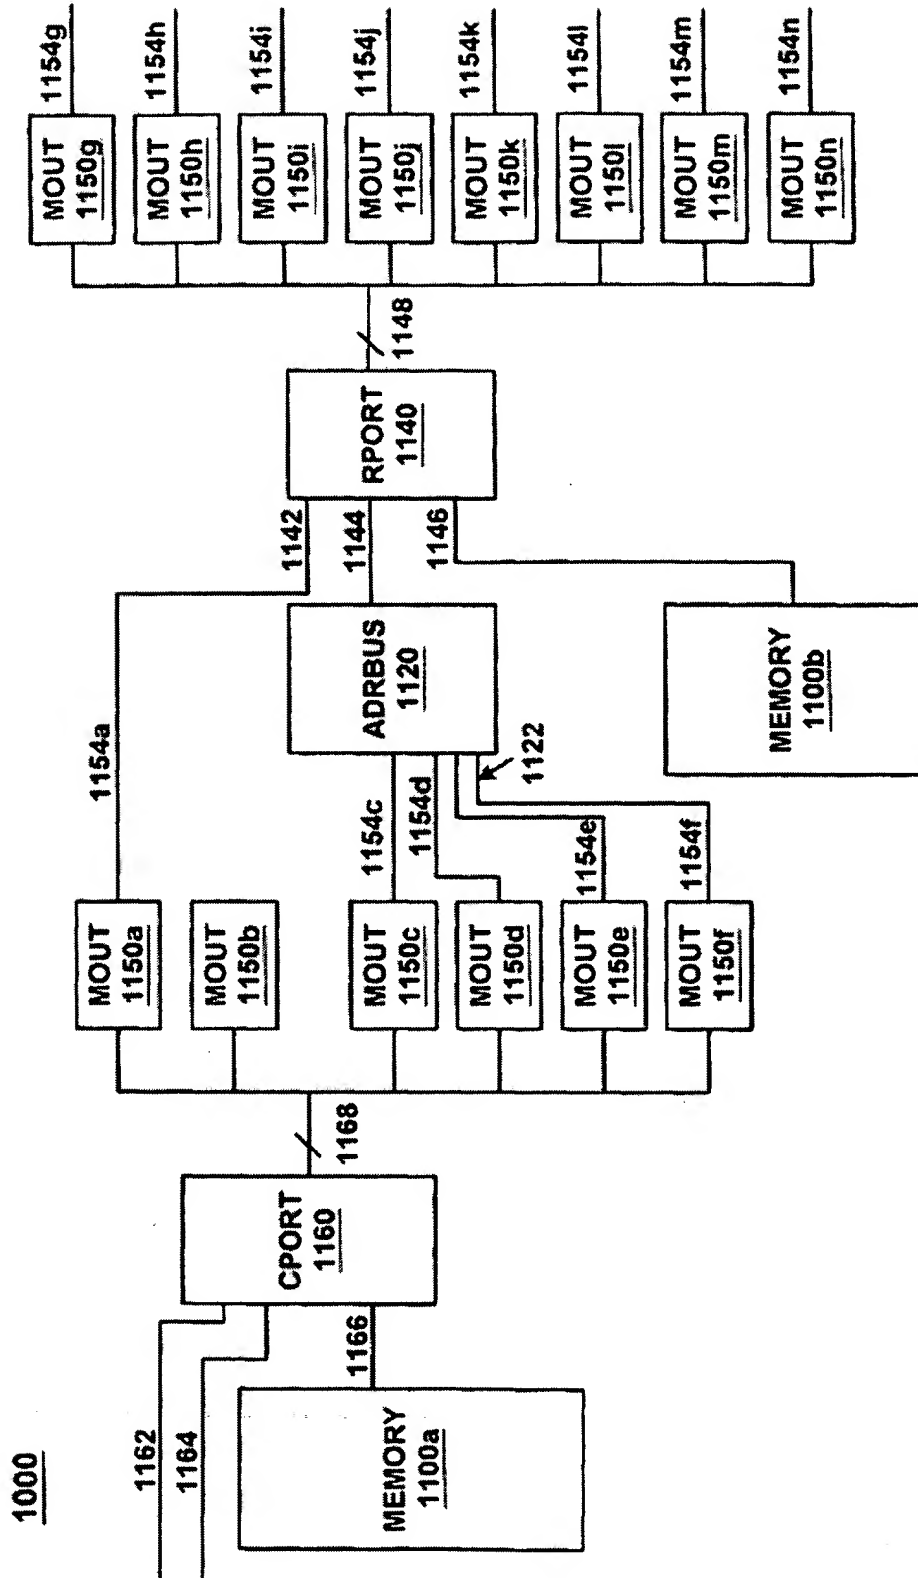 1000
1162
1164
MEMORY
1100a
1166
CPORT
1160
1168
MOUT
1150a
MOUT
1150b
MOUT
1150c
MOUT
1150d
MOUT
1150e
MOUT
1150f
1154a
1154c
1154d
1154e
1154f
1122
ADRBUS
1120
MEMORY
1100b
1142
1144
1146
RPORT
1140
1148
MOUT
1150g
MOUT
1150h
MOUT
1150i
MOUT
1150j
MOUT
1150k
MOUT
1150l
MOUT
1150m
MOUT
1150n
1154g
1154h
1154i
1154j
1154k
1154l
1154m
1154n